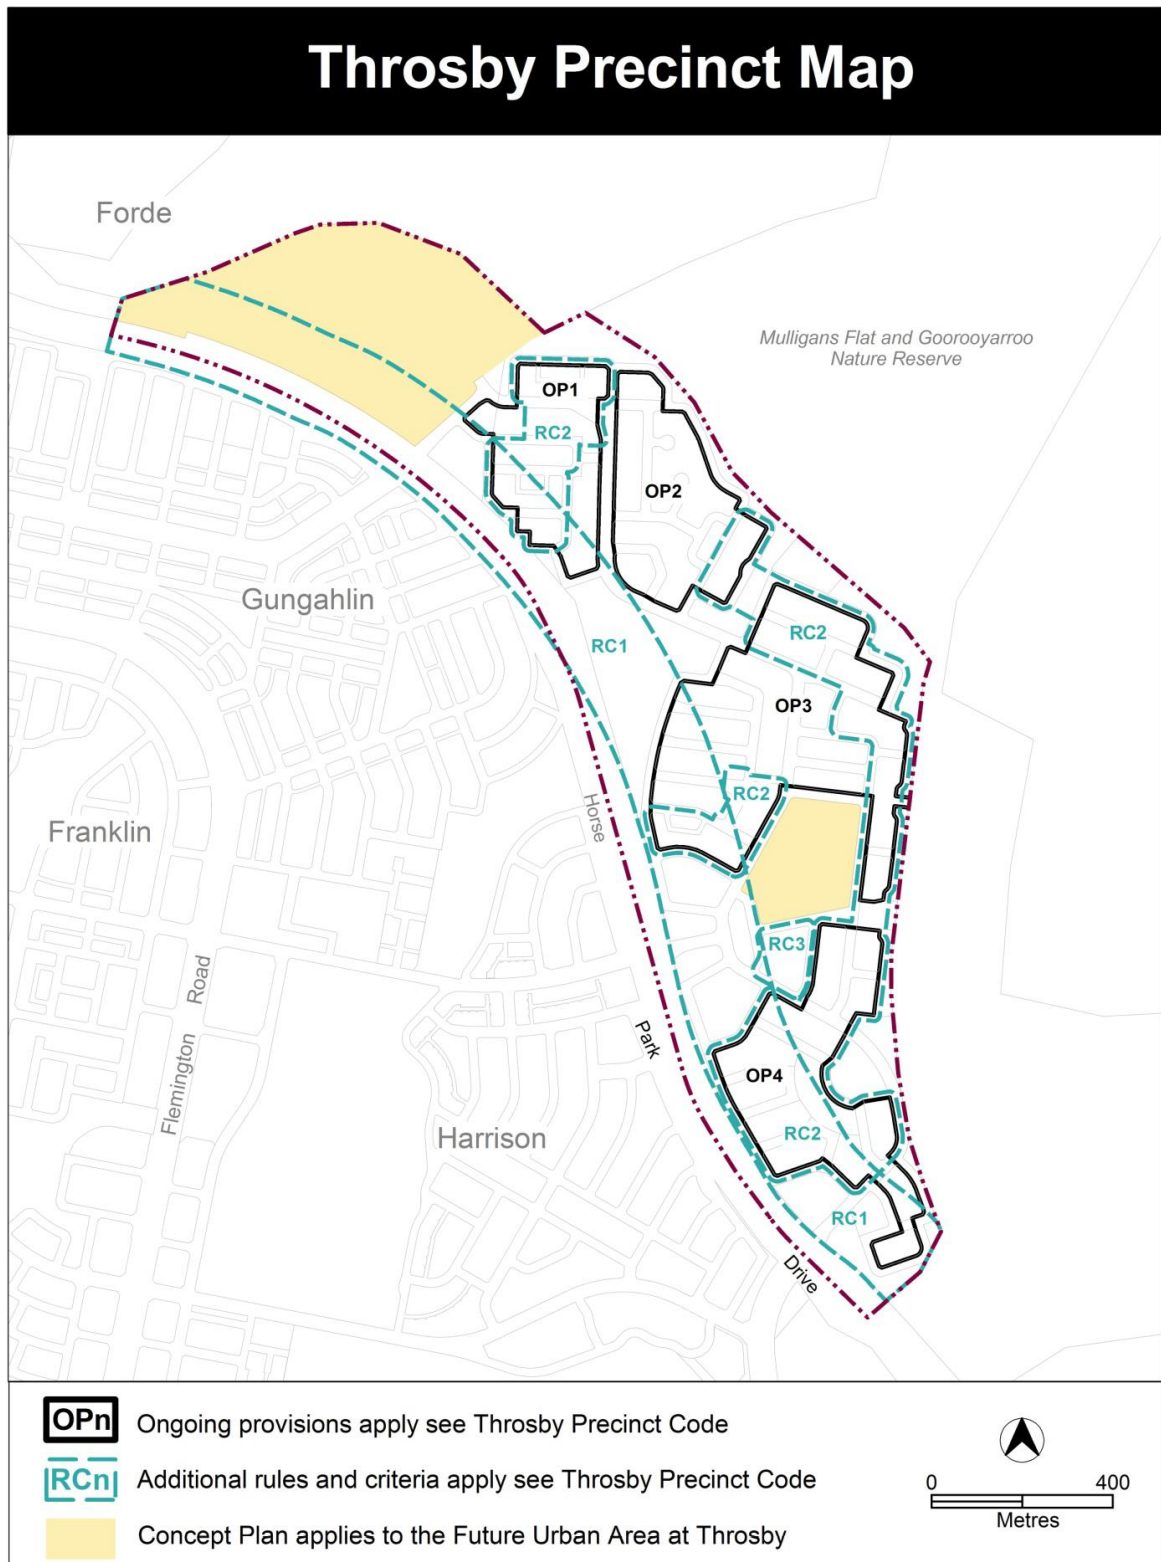 Throsby Precinct Map
Forde
Mulligans Flat and Goorooyarroo
Nature Reserve
OP1
RC2
OP2
Gungahlin
RC1
RC2
OP3
RC2
Horse
Franklin
RC3
Flemington Road
Park
OP4
RC2
Harrison
RC1
Drive
OPn Ongoing provisions apply see Throsby Precinct Code
RCn Additional rules and criteria apply see Throsby Precinct Code
Concept Plan applies to the Future Urban Area at Throsby
0 400
Metres